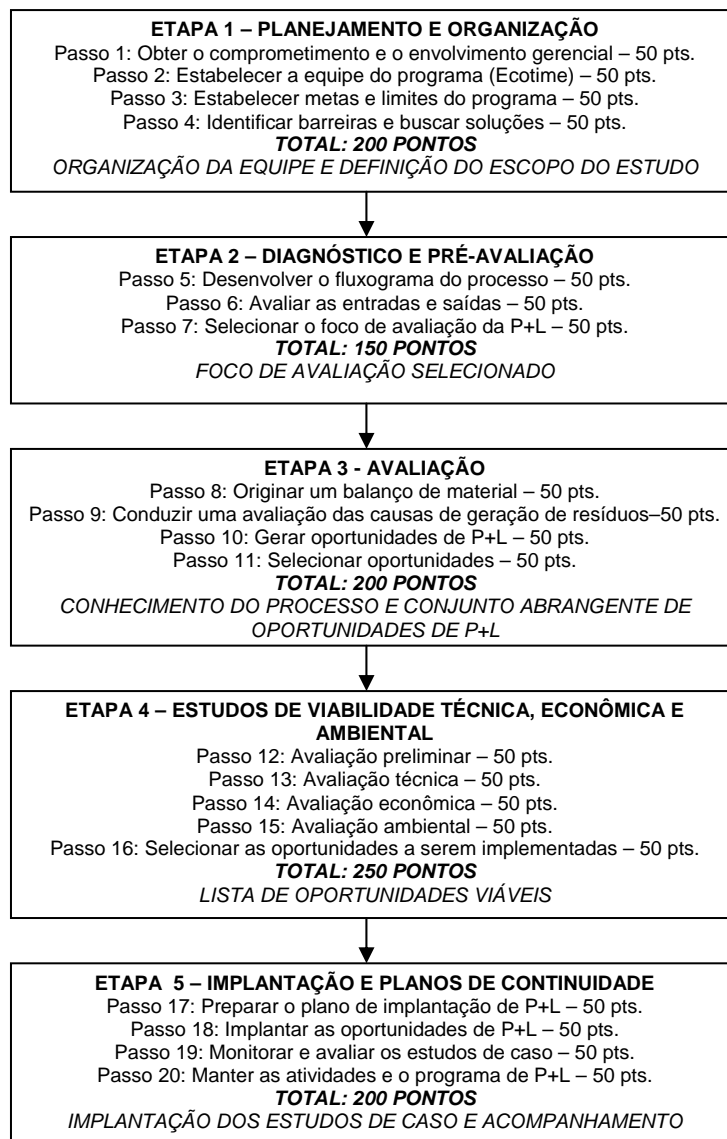 ETAPA 1 – PLANEJAMENTO E ORGANIZAÇÃO
Passo 1: Obter o comprometimento e o envolvimento gerencial – 50 pts.
Passo 2: Estabelecer a equipe do programa (Ecotime) – 50 pts.
Passo 3: Estabelecer metas e limites do programa – 50 pts.
Passo 4: Identificar barreiras e buscar soluções – 50 pts.
TOTAL: 200 PONTOS
ORGANIZAÇÃO DA EQUIPE E DEFINIÇÃO DO ESCOPO DO ESTUDO
ETAPA 2 – DIAGNÓSTICO E PRÉ-AVALIAÇÃO
Passo 5: Desenvolver o fluxograma do processo – 50 pts.
Passo 6: Avaliar as entradas e saídas – 50 pts.
Passo 7: Selecionar o foco de avaliação da P+L – 50 pts.
TOTAL: 150 PONTOS
FOCO DE AVALIAÇÃO SELECIONADO
ETAPA 3 - AVALIAÇÃO
Passo 8: Originar um balanço de material – 50 pts.
Passo 9: Conduzir uma avaliação das causas de geração de resíduos–50 pts.
Passo 10: Gerar oportunidades de P+L – 50 pts.
Passo 11: Selecionar oportunidades – 50 pts.
TOTAL: 200 PONTOS
CONHECIMENTO DO PROCESSO E CONJUNTO ABRANGENTE DE
OPORTUNIDADES DE P+L
ETAPA 4 – ESTUDOS DE VIABILIDADE TÉCNICA, ECONÔMICA E
AMBIENTAL
Passo 12: Avaliação preliminar – 50 pts.
Passo 13: Avaliação técnica – 50 pts.
Passo 14: Avaliação econômica – 50 pts.
Passo 15: Avaliação ambiental – 50 pts.
Passo 16: Selecionar as oportunidades a serem implementadas – 50 pts.
TOTAL: 250 PONTOS
LISTA DE OPORTUNIDADES VIÁVEIS
ETAPA 5 – IMPLANTAÇÃO E PLANOS DE CONTINUIDADE
Passo 17: Preparar o plano de implantação de P+L – 50 pts.
Passo 18: Implantar as oportunidades de P+L – 50 pts.
Passo 19: Monitorar e avaliar os estudos de caso – 50 pts.
Passo 20: Manter as atividades e o programa de P+L – 50 pts.
TOTAL: 200 PONTOS
IMPLANTAÇÃO DOS ESTUDOS DE CASO E ACOMPANHAMENTO